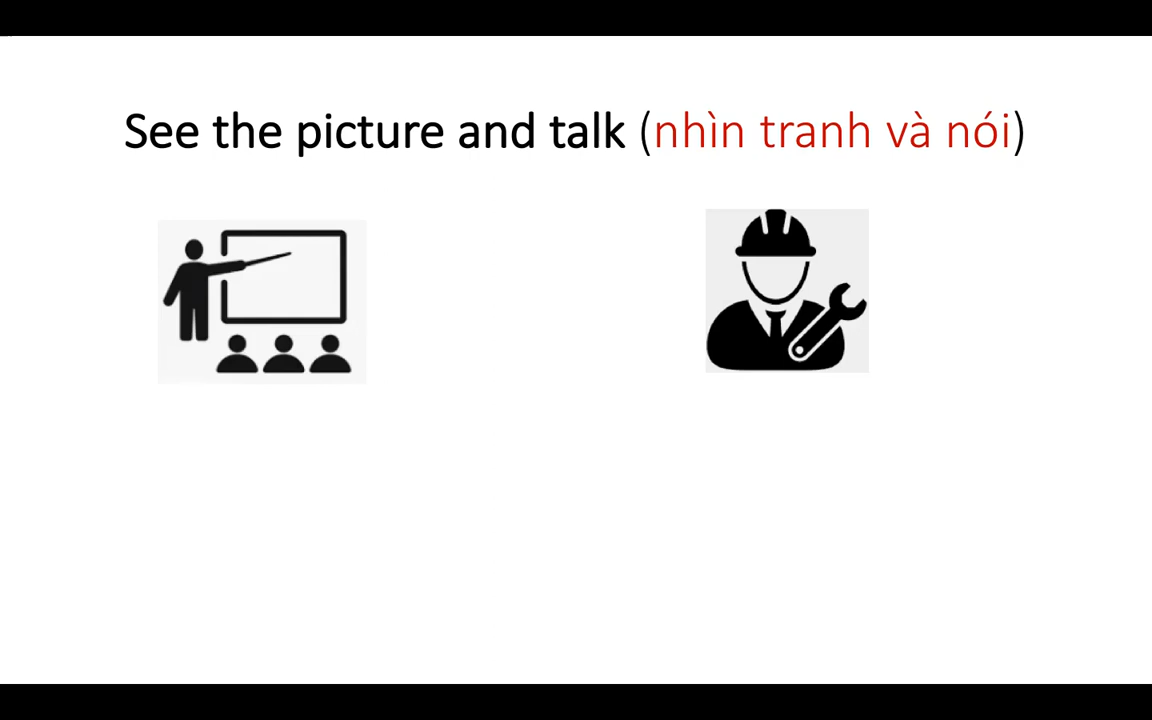 See the picture and talk (nhìn tranh và nói)